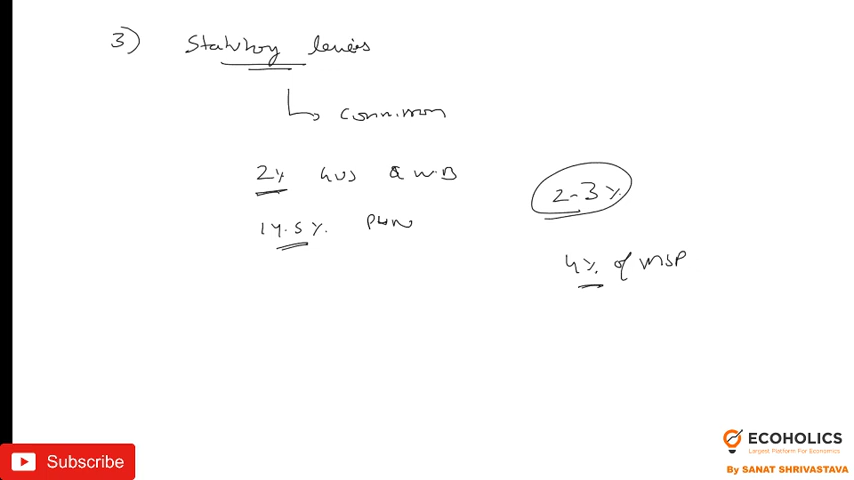 3) Statutory levies
↳ commission
2% GUJ & W.B
14.5% PUN
2-3%
4% of MSP
ECOHOLICS
Largest Platform For Economics
Subscribe
By SANAT SHRIVASTAVA